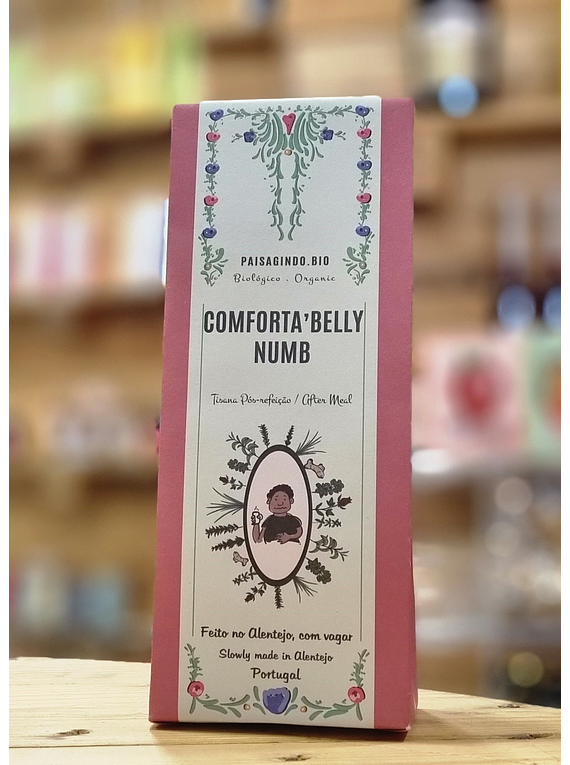 PAISAGINDO.BIO
Biológico . Organic
COMFORTA'BELLY
NUMB
Tisana Pós-refeição / After Meal
Feito no Alentejo, com vagar
Slowly made in Alentejo
Portugal